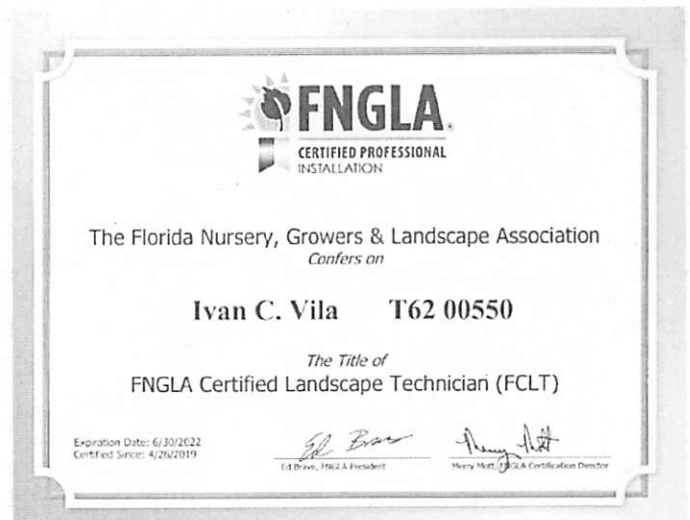 FNGLA
CERTIFIED PROFESSIONAL
INSTALLATION
The Florida Nursery, Growers & Landscape Association
Confers on
Ivan C. Vila T62 00550
The Title of
FNGLA Certified Landscape Technician (FCLT)
Expiration Date: 6/30/2022
Certified Since: 4/26/2019
Ed Bravo, FNGLA President
Merry Mott, FNGLA Certification Director